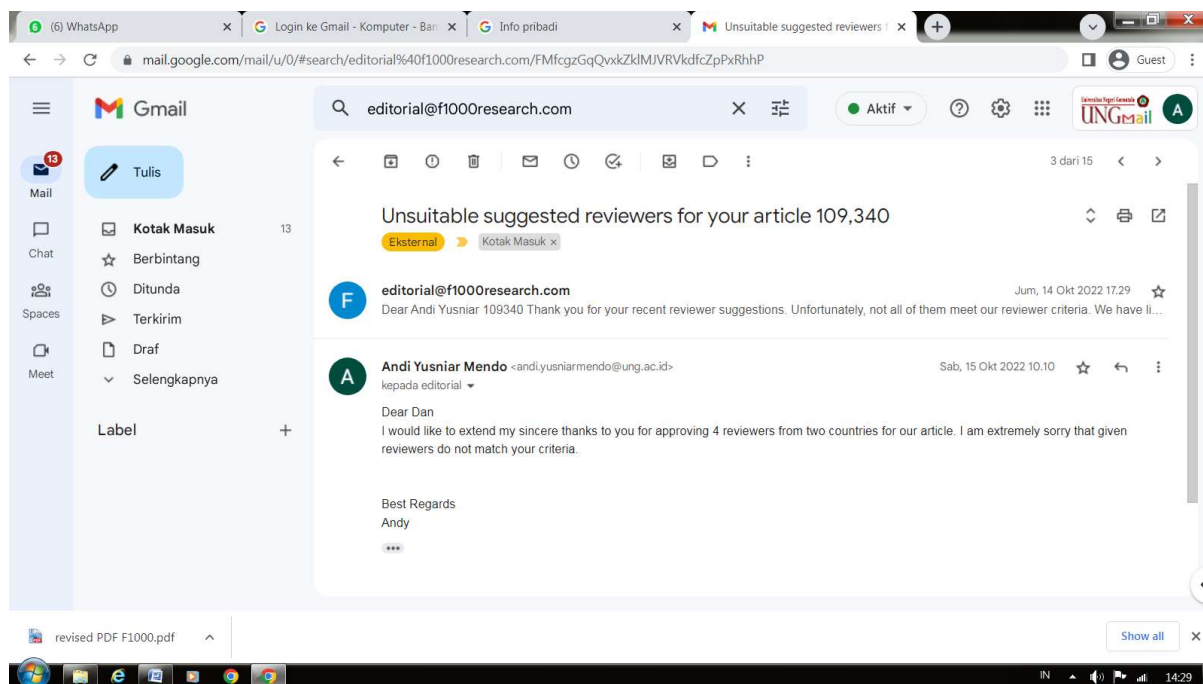 (6) WhatsApp
Login ke Gmail - Komputer - Ban
Info pribadi
Unsuitable suggested reviewers f
mail.google.com/mail/u/0/#search/editorial%40f1000research.com/FMfcgzGqQvxkZklMJVRVkdfcZpPxRhhP
Guest
Gmail
editorial@f1000research.com
Aktif
Universitas Negeri Gorontalo
UNGMail
A
13
Mail
Chat
Spaces
Meet
Tulis
Kotak Masuk 13
Berbintang
Ditunda
Terkirim
Draf
Selengkapnya
Label
3 dari 15
Unsuitable suggested reviewers for your article 109,340
Eksternal Kotak Masuk ×
F
editorial@f1000research.com Jum, 14 Okt 2022 17.29
Dear Andi Yusniar 109340 Thank you for your recent reviewer suggestions. Unfortunately, not all of them meet our reviewer criteria. We have li...
A
Andi Yusniar Mendo <andi.yusniarmendo@ung.ac.id> Sab, 15 Okt 2022 10.10
kepada editorial
Dear Dan
I would like to extend my sincere thanks to you for approving 4 reviewers from two countries for our article. I am extremely sorry that given
reviewers do not match your criteria.
Best Regards
Andy
revised PDF F1000.pdf
Show all
IN 14:29